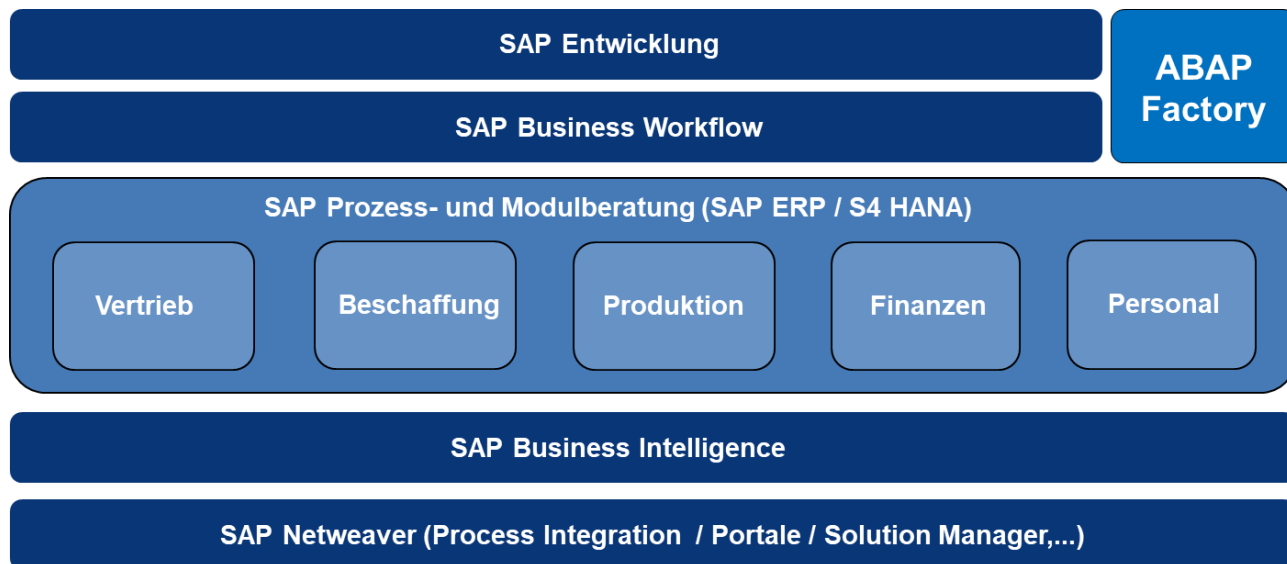 SAP Entwicklung
ABAP
Factory
SAP Business Workflow
SAP Prozess- und Modulberatung (SAP ERP / S4 HANA)
Vertrieb
Beschaffung
Produktion
Finanzen
Personal
SAP Business Intelligence
SAP Netweaver (Process Integration / Portale / Solution Manager,...)